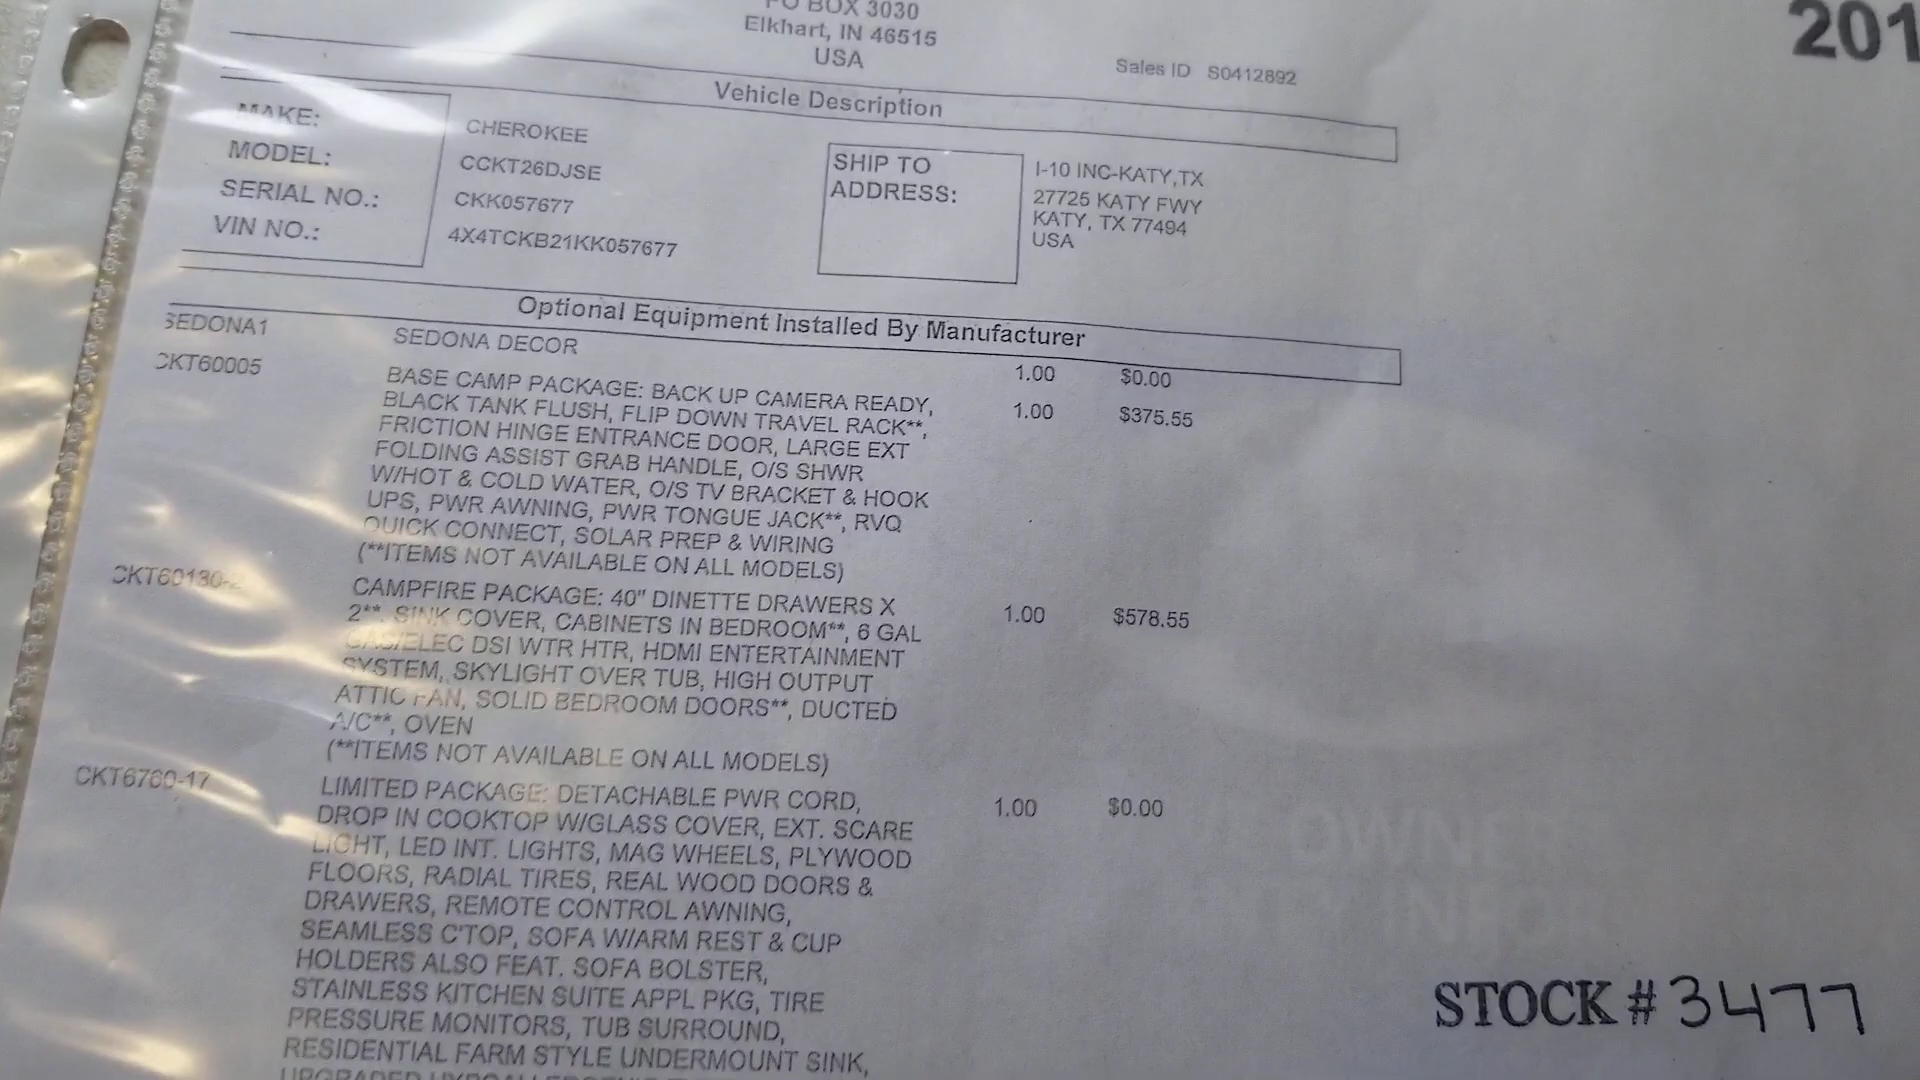 PO BOX 3030
Elkhart, IN 46515
USA
Sales ID S0412892
201
Vehicle Description
MAKE: CHEROKEE
MODEL: CCKT26DJSE
SERIAL NO.: CKK057677
VIN NO.: 4X4TCKB21KK057677
SHIP TO
ADDRESS:
I-10 INC-KATY,TX
27725 KATY FWY
KATY, TX 77494
USA
Optional Equipment Installed By Manufacturer
SEDONA1 SEDONA DECOR 1.00 $0.00
CKT60005 BASE CAMP PACKAGE: BACK UP CAMERA READY, 1.00 $375.55
BLACK TANK FLUSH, FLIP DOWN TRAVEL RACK**,
FRICTION HINGE ENTRANCE DOOR, LARGE EXT
FOLDING ASSIST GRAB HANDLE, O/S SHWR
W/HOT & COLD WATER, O/S TV BRACKET & HOOK
UPS, PWR AWNING, PWR TONGUE JACK**, RVQ
QUICK CONNECT, SOLAR PREP & WIRING
(**ITEMS NOT AVAILABLE ON ALL MODELS)
CKT60130-2 CAMPFIRE PACKAGE: 40" DINETTE DRAWERS X 1.00 $578.55
2**, SINK COVER, CABINETS IN BEDROOM**, 6 GAL
GAS/ELEC DSI WTR HTR, HDMI ENTERTAINMENT
SYSTEM, SKYLIGHT OVER TUB, HIGH OUTPUT
ATTIC FAN, SOLID BEDROOM DOORS**, DUCTED
A/C**, OVEN
(**ITEMS NOT AVAILABLE ON ALL MODELS)
CKT6760-17 LIMITED PACKAGE: DETACHABLE PWR CORD, 1.00 $0.00
DROP IN COOKTOP W/GLASS COVER, EXT. SCARE
LIGHT, LED INT. LIGHTS, MAG WHEELS, PLYWOOD
FLOORS, RADIAL TIRES, REAL WOOD DOORS &
DRAWERS, REMOTE CONTROL AWNING,
SEAMLESS C'TOP, SOFA W/ARM REST & CUP
HOLDERS ALSO FEAT. SOFA BOLSTER,
STAINLESS KITCHEN SUITE APPL PKG, TIRE
PRESSURE MONITORS, TUB SURROUND,
RESIDENTIAL FARM STYLE UNDERMOUNT SINK,
STOCK # 3477